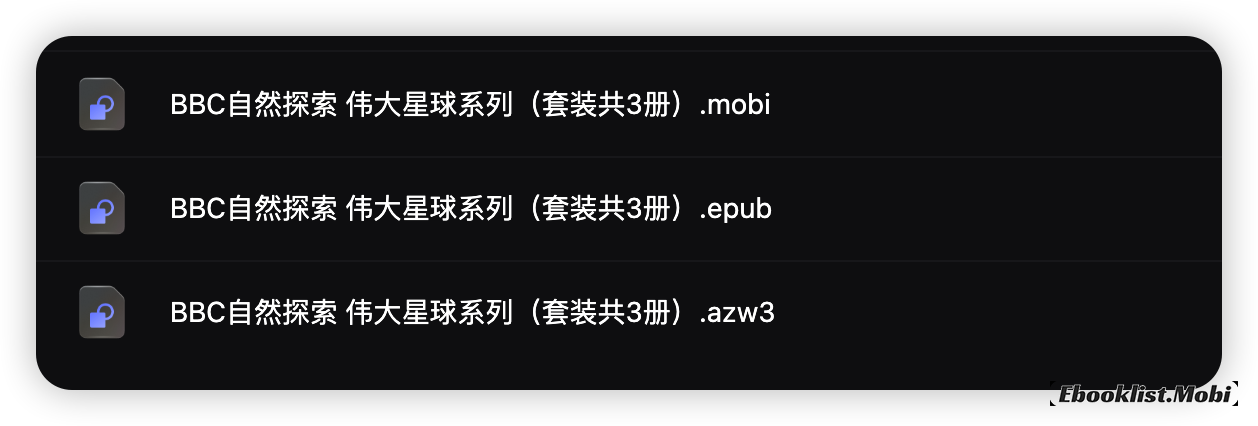 BBC自然探索 伟大星球系列（套装共3册）.mobi
BBC自然探索 伟大星球系列（套装共3册）.epub
BBC自然探索 伟大星球系列（套装共3册）.azw3
【Ebooklist.Mobi】